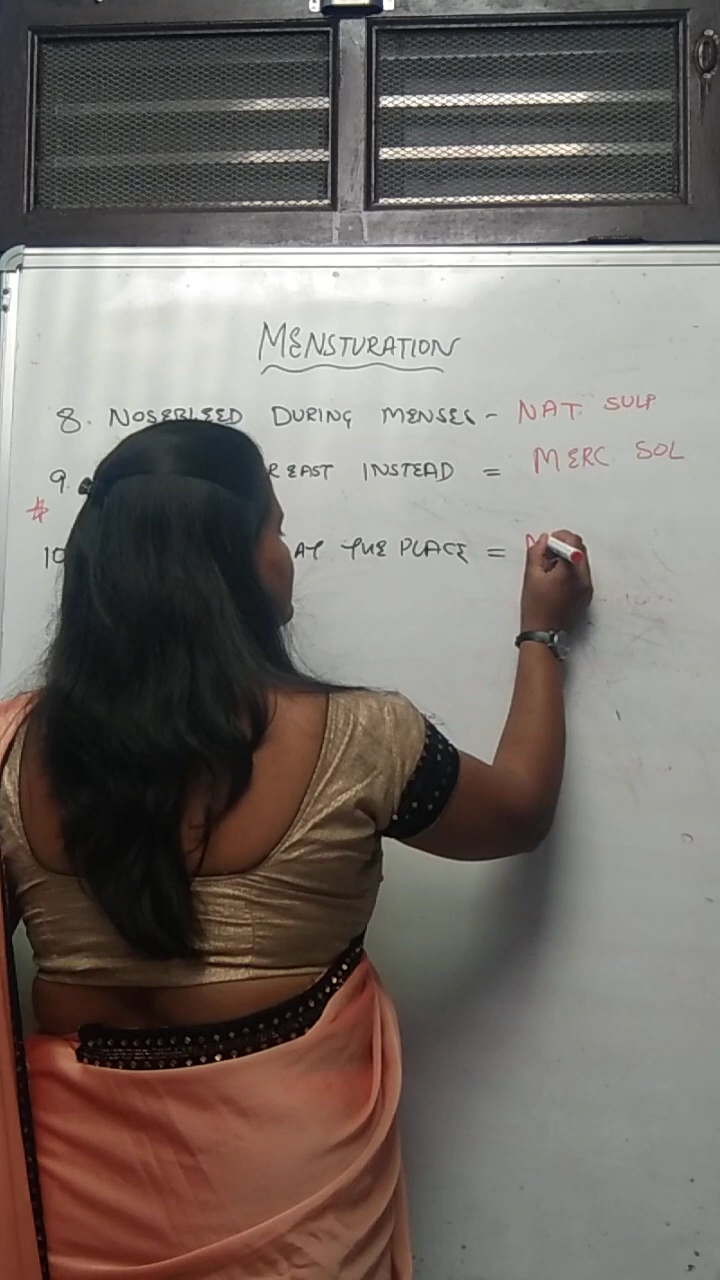 MENSTURATION
8. NOSEBLEED DURING MENSES - NAT SULP
9. REAST INSTEAD = MERC SOL
10 AT THE PLACE =